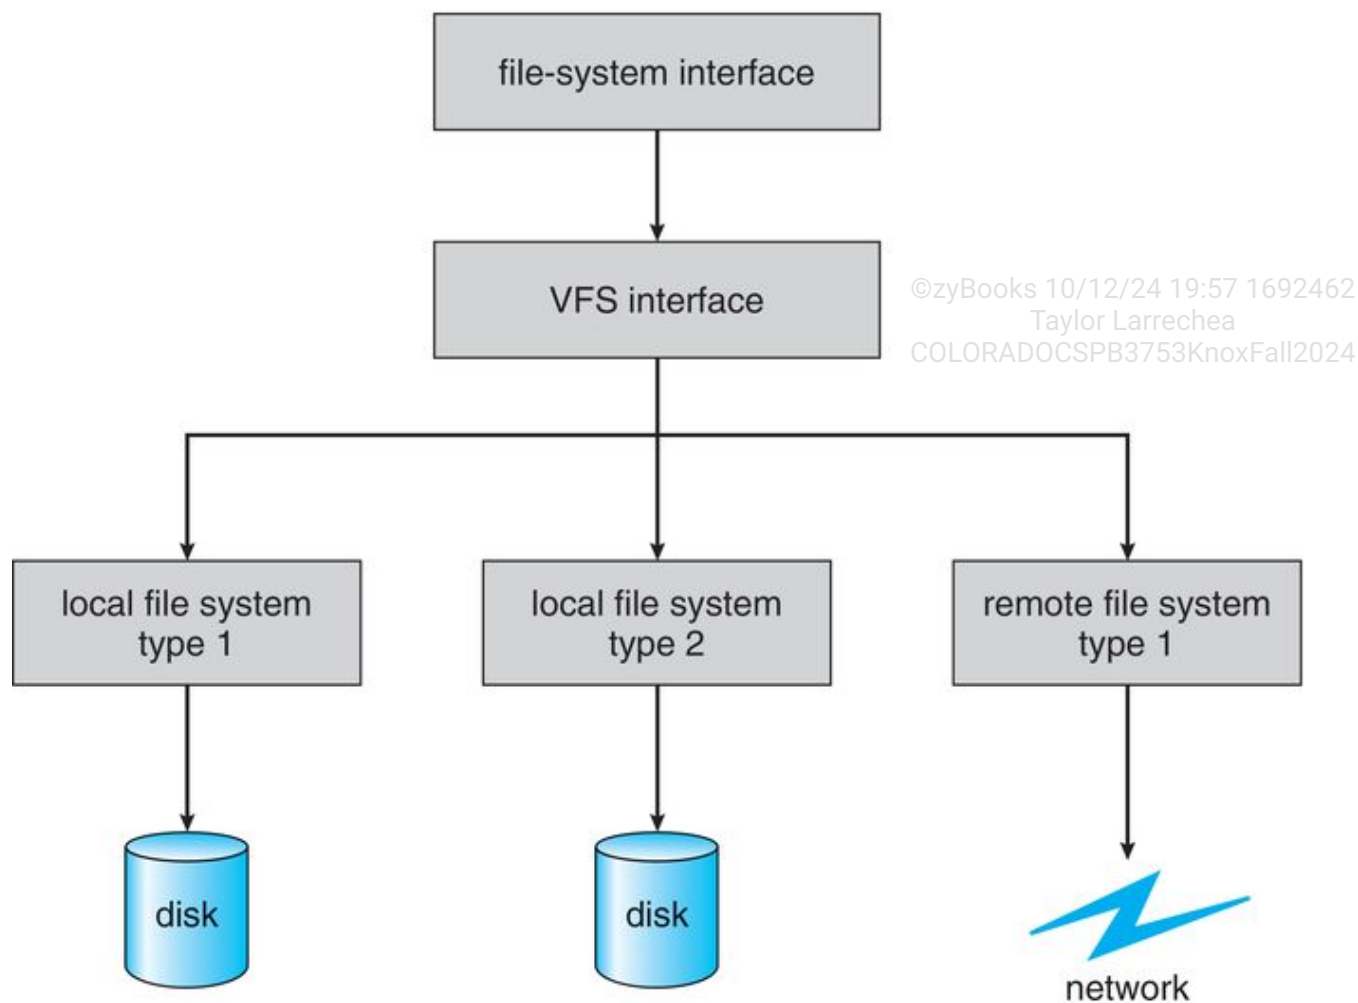 file-system interface
VFS interface
©zyBooks 10/12/24 19:57 1692462
Taylor Larrechea
COLORADOCSPB3753KnoxFall2024
local file system
type 1
local file system
type 2
remote file system
type 1
disk
disk
network